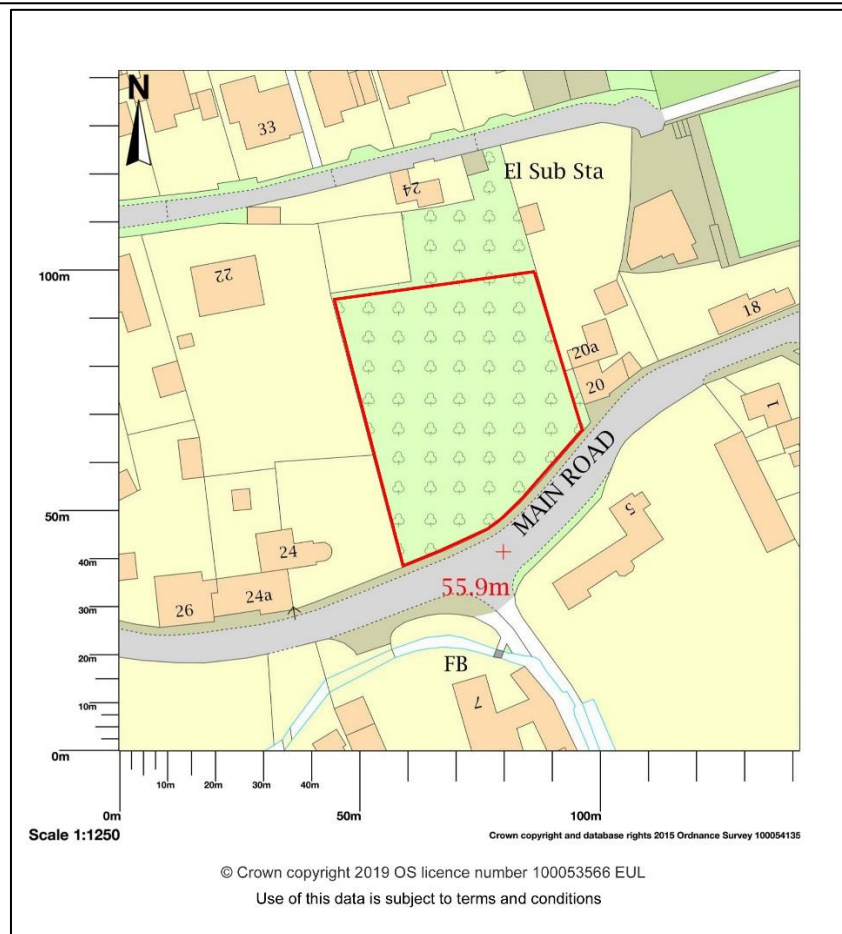 N
33
El Sub Sta
24
22
100m
18
20a
20
1
MAIN ROAD
50m
5
24
40m
55.9m
26
24a
30m
20m
FB
10m
7
0m
10m
20m
30m
40m
0m
50m
100m
Scale 1:1250
Crown copyright and database rights 2015 Ordnance Survey 100054135
© Crown copyright 2019 OS licence number 100053566 EUL
Use of this data is subject to terms and conditions